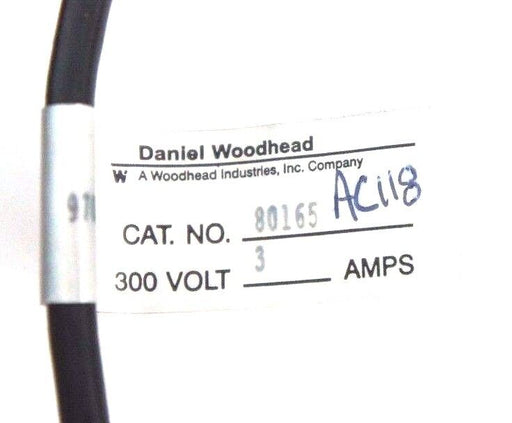 Daniel Woodhead
W A Woodhead Industries, Inc. Company
CAT. NO. 80165 AC118
300 VOLT 3 AMPS